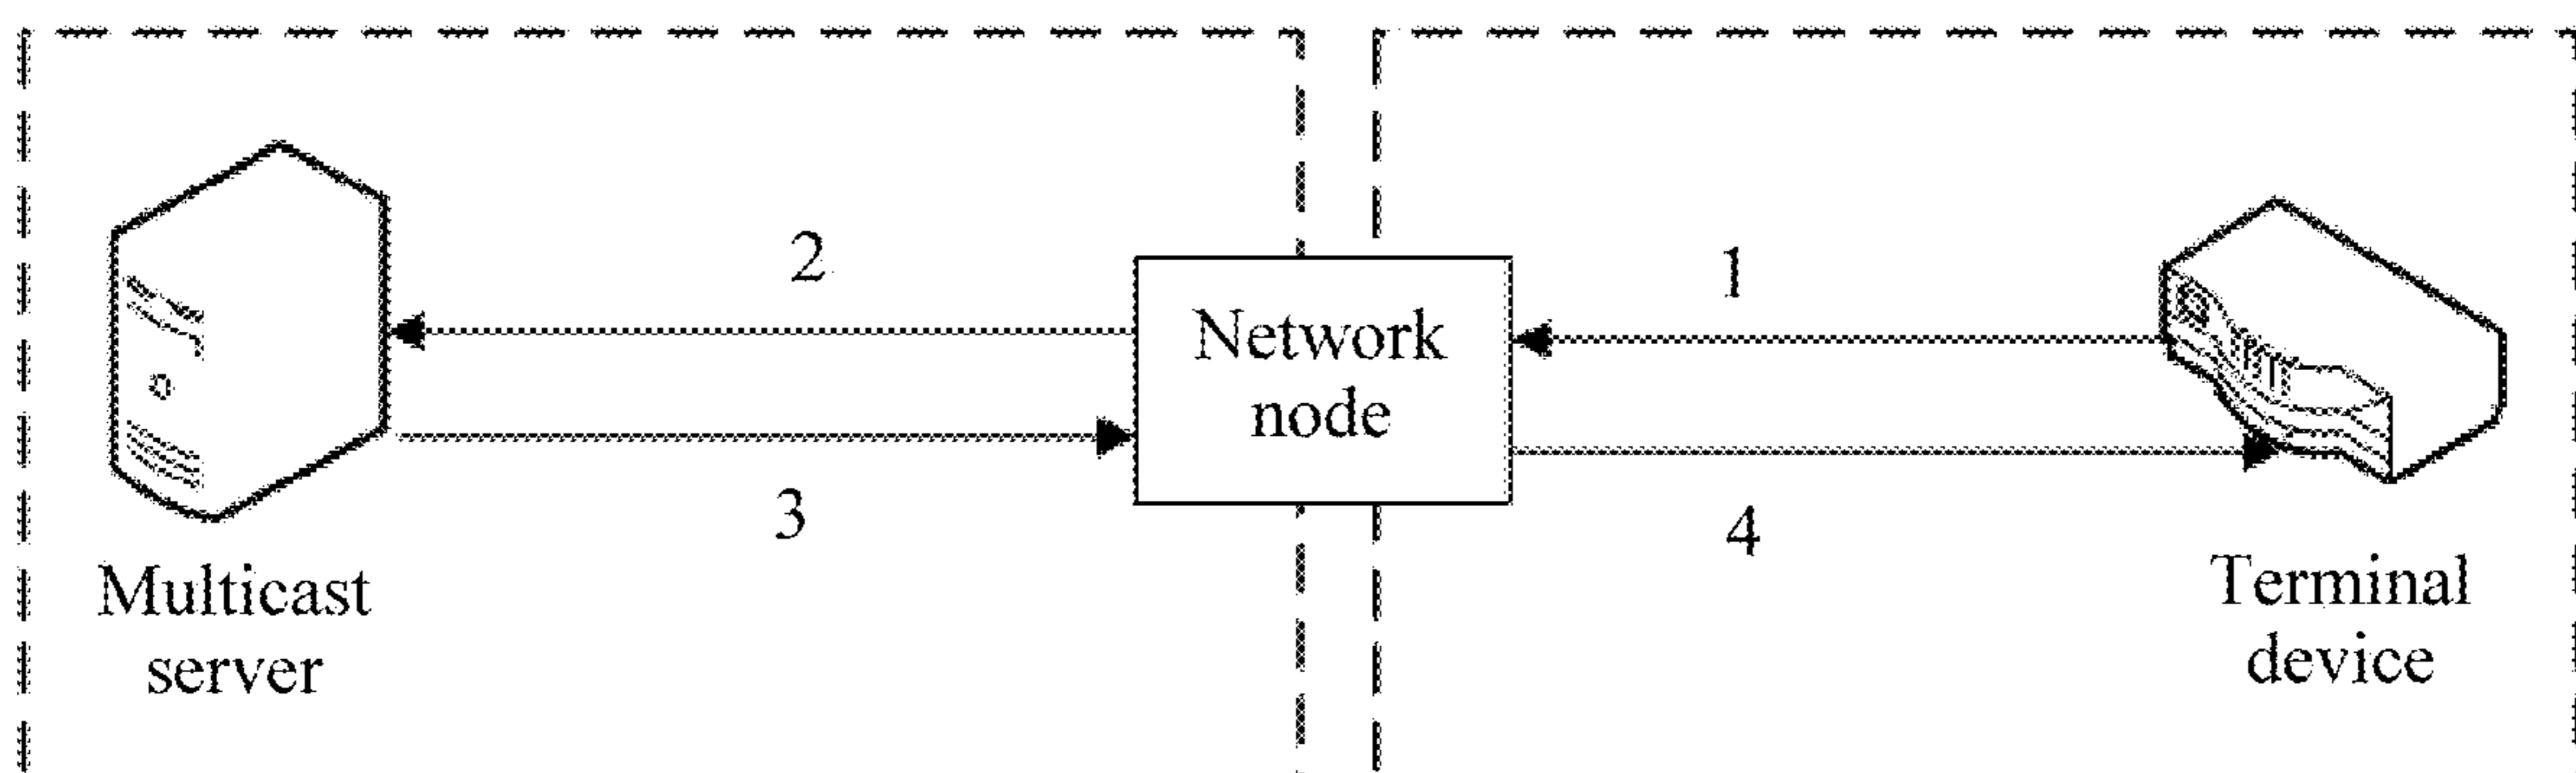 2
1
Network
node
3
4
Multicast
server
Terminal
device